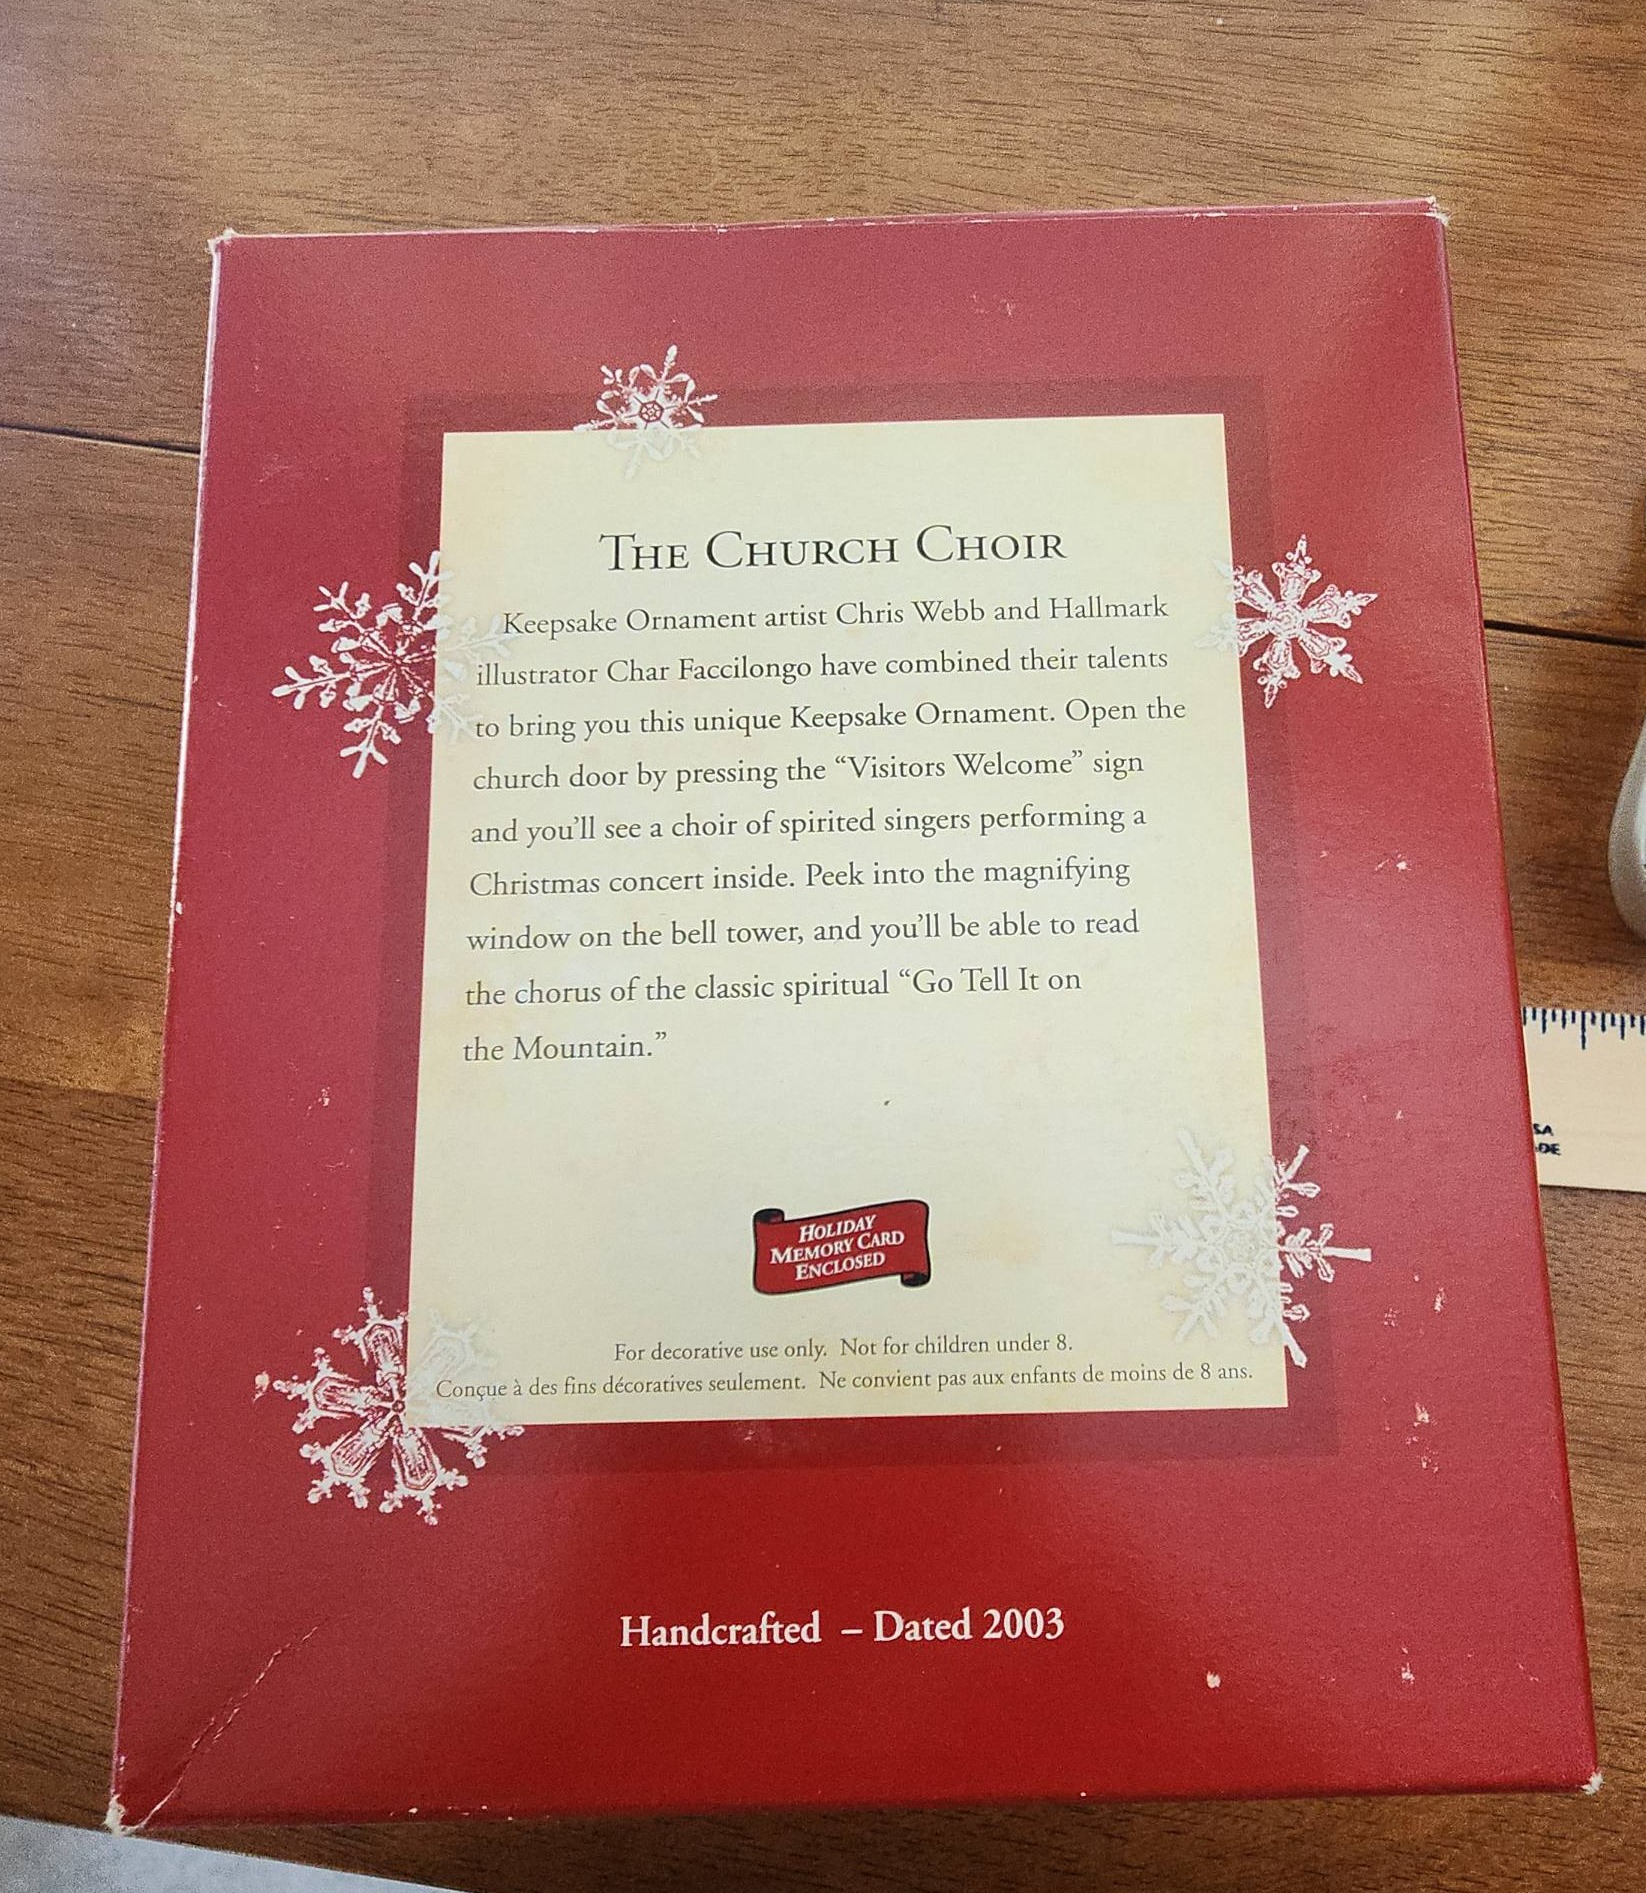 THE CHURCH CHOIR
Keepsake Ornament artist Chris Webb and Hallmark
illustrator Char Faccilongo have combined their talents
to bring you this unique Keepsake Ornament. Open the
church door by pressing the “Visitors Welcome” sign
and you’ll see a choir of spirited singers performing a
Christmas concert inside. Peek into the magnifying
window on the bell tower, and you’ll be able to read
the chorus of the classic spiritual “Go Tell It on
the Mountain.”
HOLIDAY
MEMORY CARD
ENCLOSED
For decorative use only. Not for children under 8.
Conçue à des fins décoratives seulement. Ne convient pas aux enfants de moins de 8 ans.
Handcrafted – Dated 2003